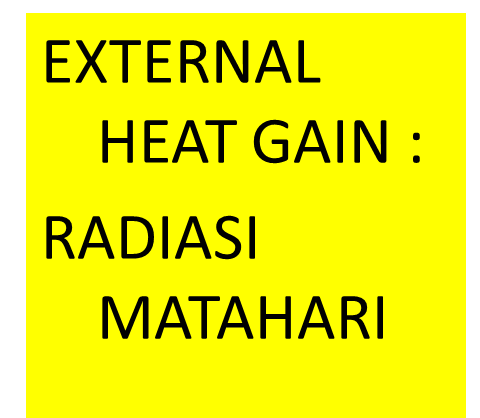 EXTERNAL
HEAT GAIN :
RADIASI
MATAHARI